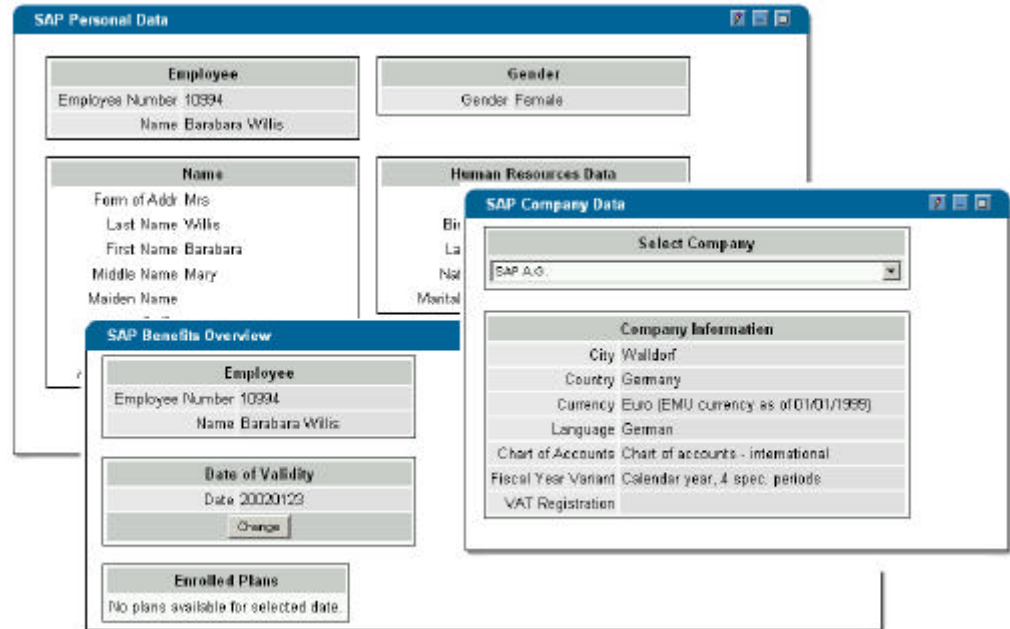 SAP Personal Data
Employee
Employee Number 10994
Name Barabara Willis
Gender
Gender Female
Name
Form of Addr Mrs
Last Name Willis
First Name Barabara
Middle Name Mary
Maiden Name
Human Resources Data
Bir
La
Nat
Marital
SAP Company Data
Select Company
SAP A.G.
Company Information
City Walldorf
Country Germany
Currency Euro (EMU currency as of 01/01/1999)
Language German
Chart of Accounts Chart of accounts - international
Fiscal Year Variant Calendar year, 4 spec. periods
VAT Registration
SAP Benefits Overview
Employee
Employee Number 10994
Name Barabara Willis
Date of Validity
Date 20020123
Change
Enrolled Plans
No plans available for selected date.